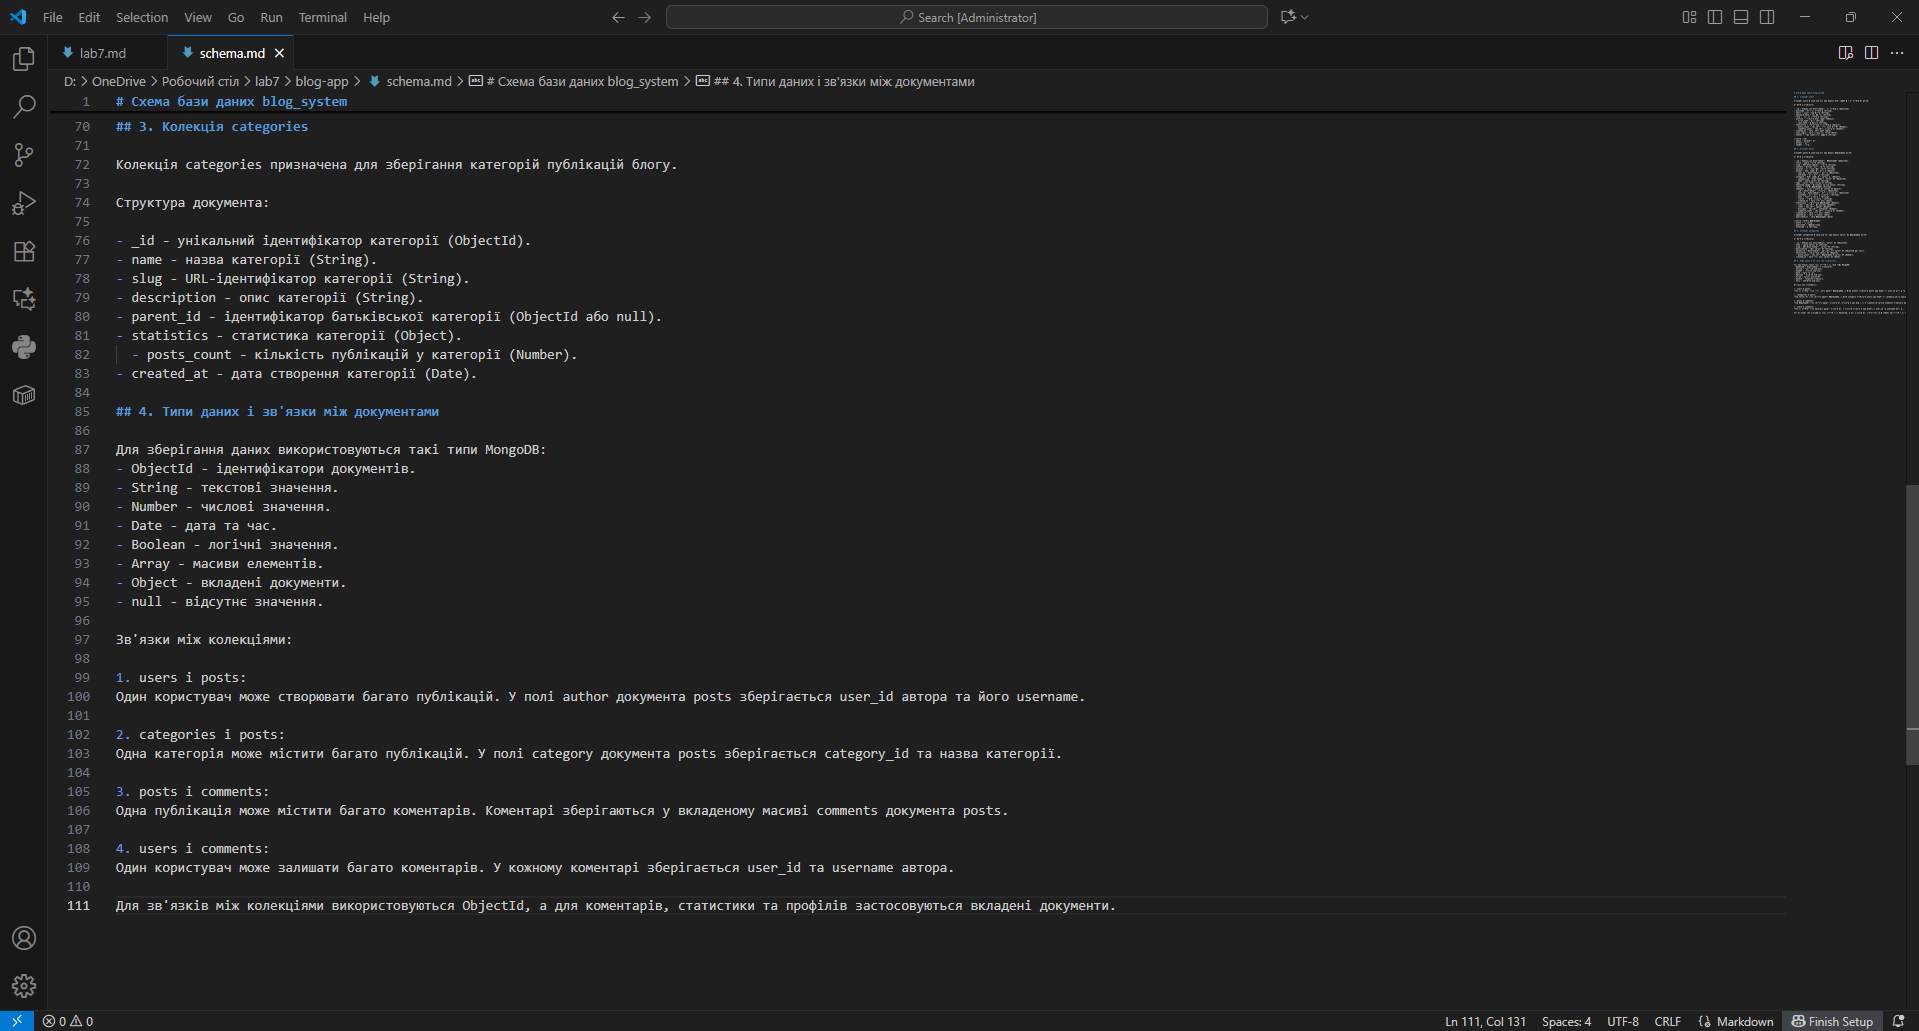 File Edit Selection View Go Run Terminal Help
Search [Administrator]
lab7.md
schema.md
D: > OneDrive > Робочий стіл > lab7 > blog-app > schema.md > # Схема бази даних blog_system > ## 4. Типи даних і зв'язки між документами
1 # Схема бази даних blog_system
70 ## 3. Колекція categories
71
72 Колекція categories призначена для зберігання категорій публікацій блогу.
73
74 Структура документа:
75
76 - _id - унікальний ідентифікатор категорії (ObjectId).
77 - name - назва категорії (String).
78 - slug - URL-ідентифікатор категорії (String).
79 - description - опис категорії (String).
80 - parent_id - ідентифікатор батьківської категорії (ObjectId або null).
81 - statistics - статистика категорії (Object).
82 - posts_count - кількість публікацій у категорії (Number).
83 - created_at - дата створення категорії (Date).
84
85 ## 4. Типи даних і зв'язки між документами
86
87 Для зберігання даних використовуються такі типи MongoDB:
88 - ObjectId - ідентифікатори документів.
89 - String - текстові значення.
90 - Number - числові значення.
91 - Date - дата та час.
92 - Boolean - логічні значення.
93 - Array - масиви елементів.
94 - Object - вкладені документи.
95 - null - відсутнє значення.
96
97 Зв'язки між колекціями:
98
99 1. users і posts:
100 Один користувач може створювати багато публікацій. У полі author документа posts зберігається user_id автора та його username.
101
102 2. categories і posts:
103 Одна категорія може містити багато публікацій. У полі category документа posts зберігається category_id та назва категорії.
104
105 3. posts і comments:
106 Одна публікація може містити багато коментарів. Коментарі зберігаються у вкладеному масиві comments документа posts.
107
108 4. users і comments:
109 Один користувач може залишати багато коментарів. У кожному коментарі зберігається user_id та username автора.
110
111 Для зв'язків між колекціями використовуються ObjectId, а для коментарів, статистики та профілів застосовуються вкладені документи.
0 0 Ln 111, Col 131 Spaces: 4 UTF-8 CRLF {} Markdown Finish Setup